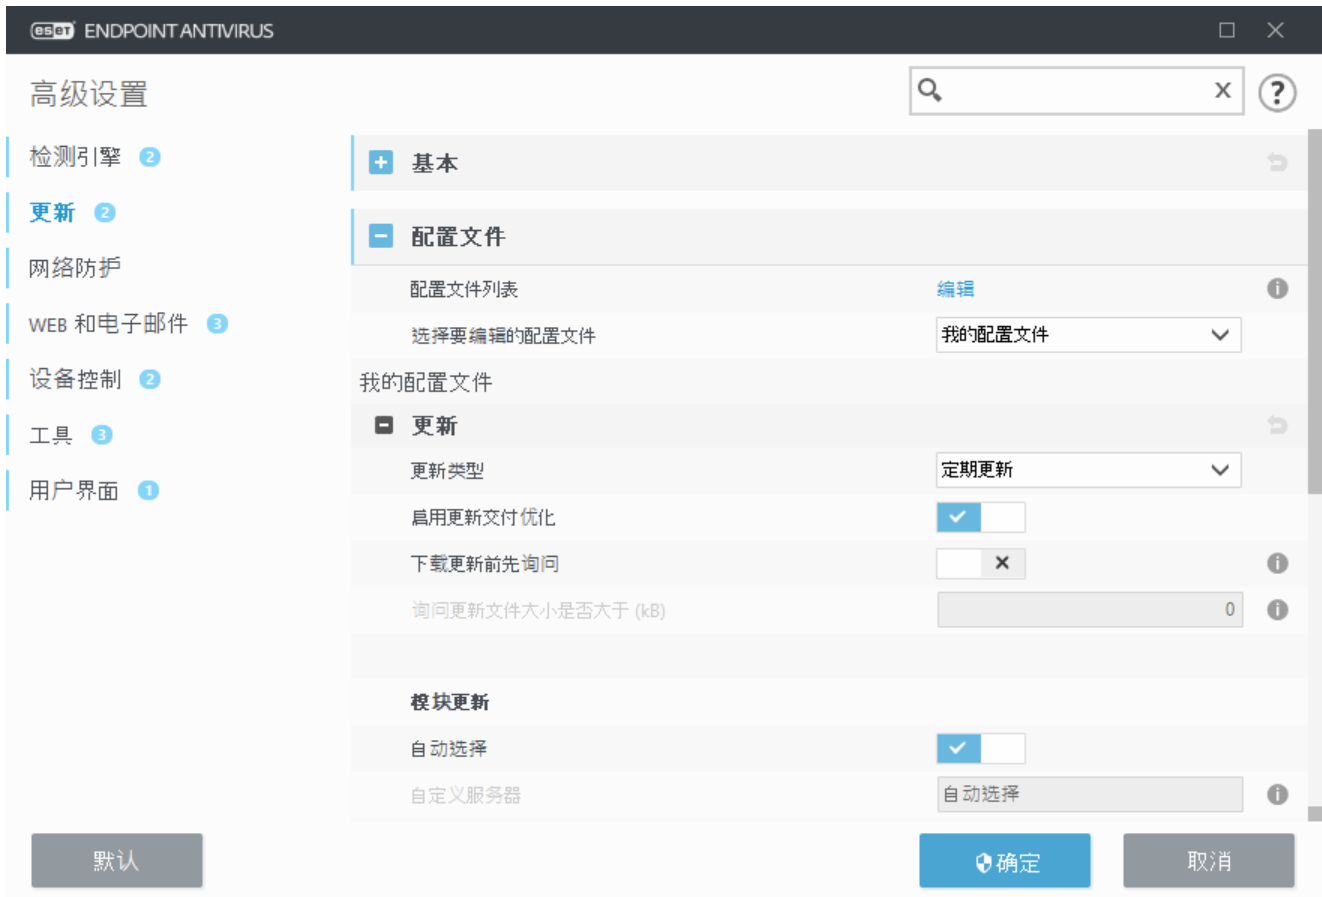 eset ENDPOINT ANTIVIRUS
高级设置
检测引擎 2
更新 2
网络防护
WEB 和电子邮件 3
设备控制 2
工具 3
用户界面 1
基本
配置文件
配置文件列表 编辑
选择要编辑的配置文件 我的配置文件
我的配置文件
更新
更新类型 定期更新
启用更新交付优化
下载更新前先询问
询问更新文件大小是否大于 (kB) 0
模块更新
自动选择
自定义服务器 自动选择
默认 确定 取消